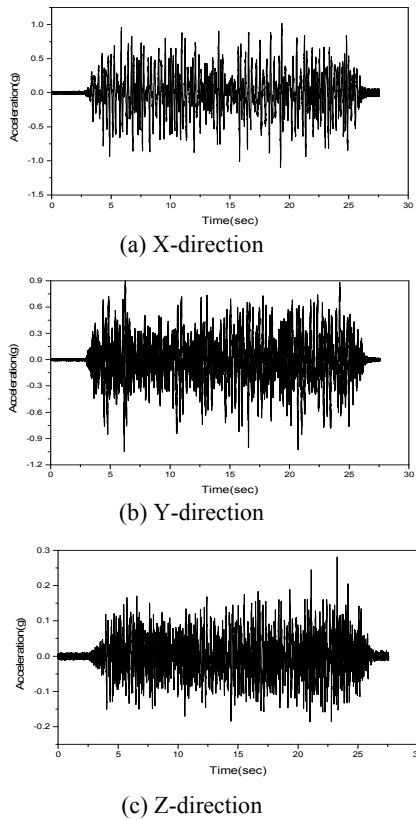 1.0
0.5
0.0
-0.5
-1.0
-1.5
Acceleration(g)
0 5 10 15 20 25 30
Time(sec)
(a) X-direction
0.9
0.6
0.3
0.0
-0.3
-0.6
-0.9
-1.2
Acceleration(g)
0 5 10 15 20 25 30
Time(sec)
(b) Y-direction
0.3
0.2
0.1
0.0
-0.1
-0.2
Acceleration(g)
0 5 10 15 20 25 30
Time(sec)
(c) Z-direction